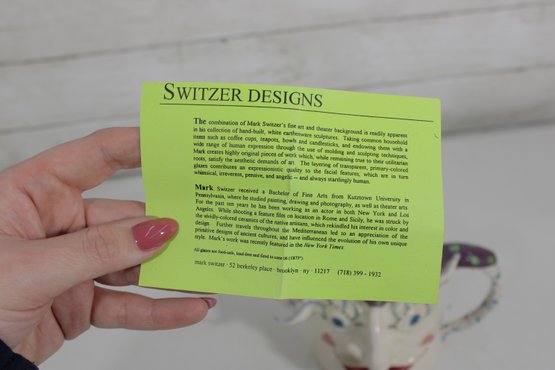 SWITZER DESIGNS
The combination of Mark Switzer's fine art and theater background is readily apparent
in his collection of hand-built, white earthenware sculptures. Taking common household
items such as coffee cups, teapots, bowls and candlesticks, and endowing them with a
wide range of human expression through the use of molding and sculpting techniques,
Mark creates highly original pieces of work which, while remaining true to their utilitarian
roots, satisfy the aesthetic demands of art. The layering of transparent, primary-colored
glazes contributes an expressionistic quality to the facial features, which are in turn
whimsical, irreverent, pensive, and angelic -- and always startlingly human.
Mark Switzer received a Bachelor of Fine Arts from Kutztown University in
Pennsylvania, where he studied painting, drawing and photography, as well as theater arts.
For the past ten years he has been working as an actor in both New York and Los
Angeles. While shooting a feature film on location in Rome and Sicily, he was struck by
the vividly-colored ceramics of the native artisans, which rekindled his interest in color and
design. Further travels throughout the Mediterranean led to an appreciation of the
primitive designs of ancient cultures, and have influenced the evolution of his own unique
style. Mark's work was recently featured in the New York Times.
All glazes are food-safe, lead-free and fired to cone 04 (1873°).
mark switzer · 52 berkeley place · brooklyn · ny · 11217 (718) 399 - 1932